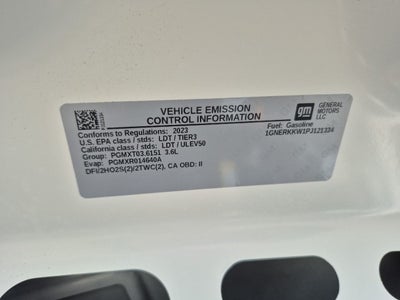 VEHICLE EMISSION
CONTROL INFORMATION
gm
GENERAL
MOTORS LLC
Conforms to Regulations: 2023
Fuel: Gasoline
U.S. EPA class / stds: LDT / TIER3
1GNERKKW1PJ121334
California class / stds: LDT / ULEV50
Group: PGMXT03.6151 3.6L
Evap: PGMXR014640A
DFI/2HO2S(2)/2TWC(2), CA OBD: II